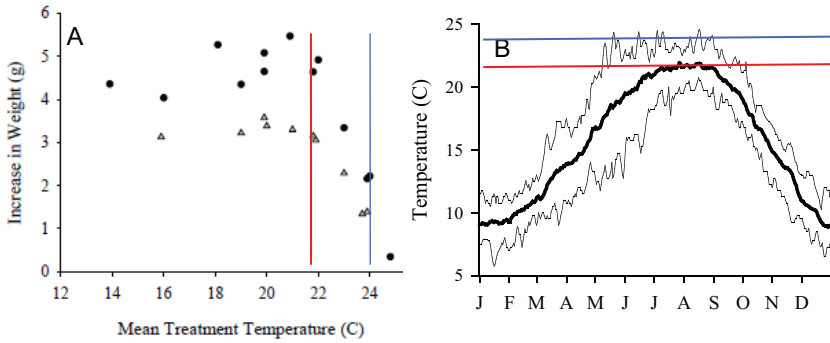 A
Increase in Weight (g)
6
5
4
3
2
1
0
12 14 16 18 20 22 24
Mean Treatment Temperature (C)
B
Temperature (C)
25
20
15
10
5
J F M A M J J A S O N D